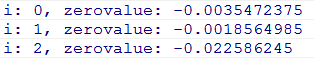 i: 0, zerovalue: -0.0035472375
i: 1, zerovalue: -0.0018564985
i: 2, zerovalue: -0.022586245